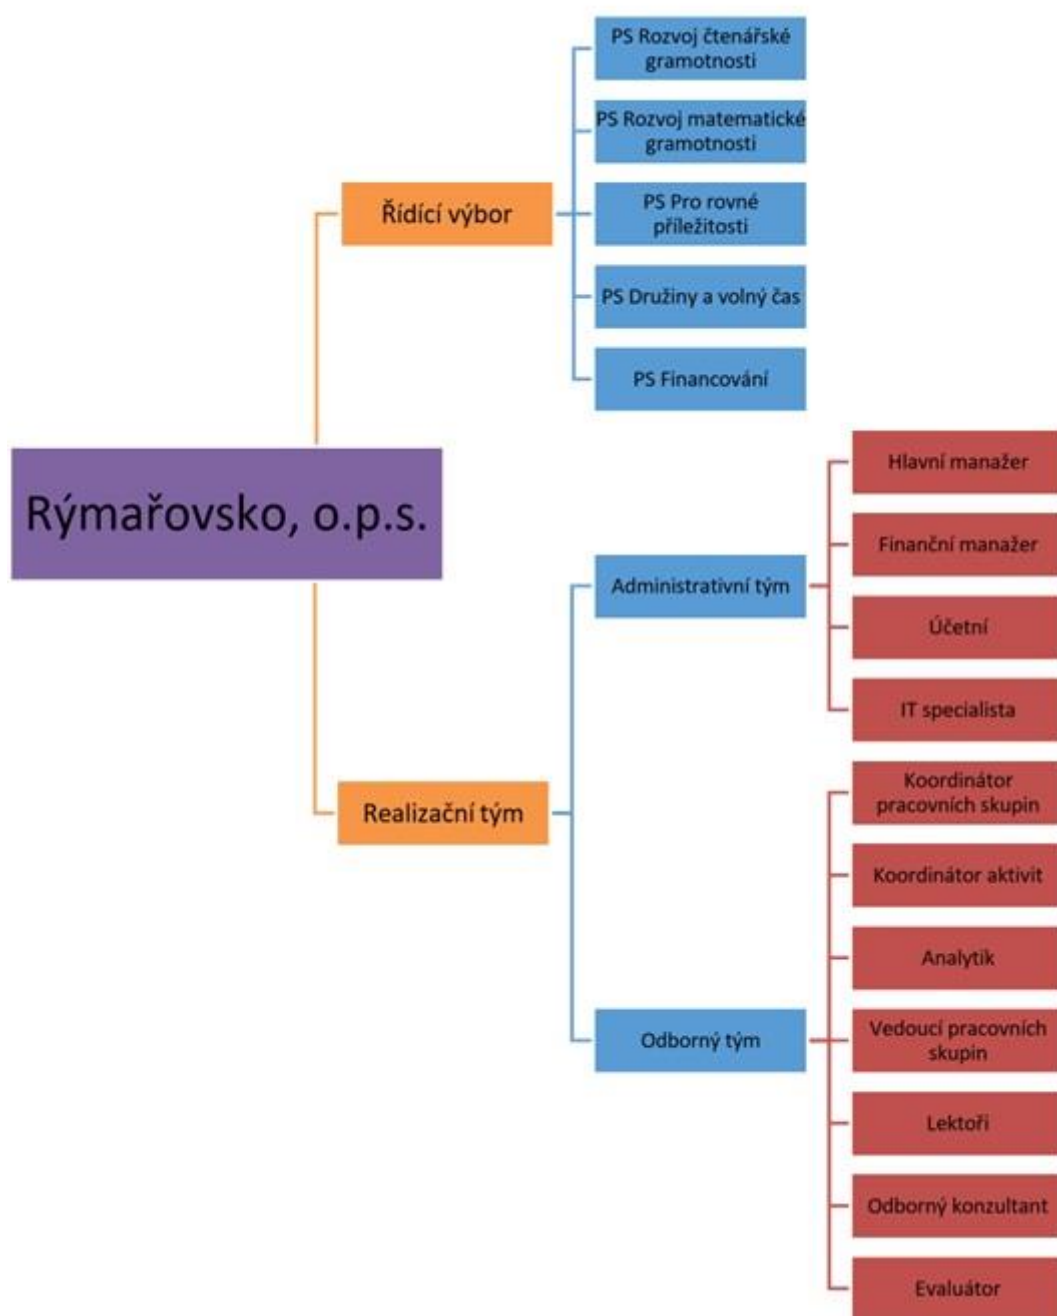 PS Rozvoj čtenářské
gramotnosti
PS Rozvoj matematické
gramotnosti
Řídící výbor
PS Pro rovné
příležitosti
PS Družiny a volný čas
PS Financování
Rýmařovsko, o.p.s.
Hlavní manažer
Finanční manažer
Administrativní tým
Účetní
IT specialista
Realizační tým
Koordinátor
pracovních skupin
Koordinátor aktivit
Analytik
Odborný tým
Vedoucí pracovních
skupin
Lektoři
Odborný konzultant
Evaluátor